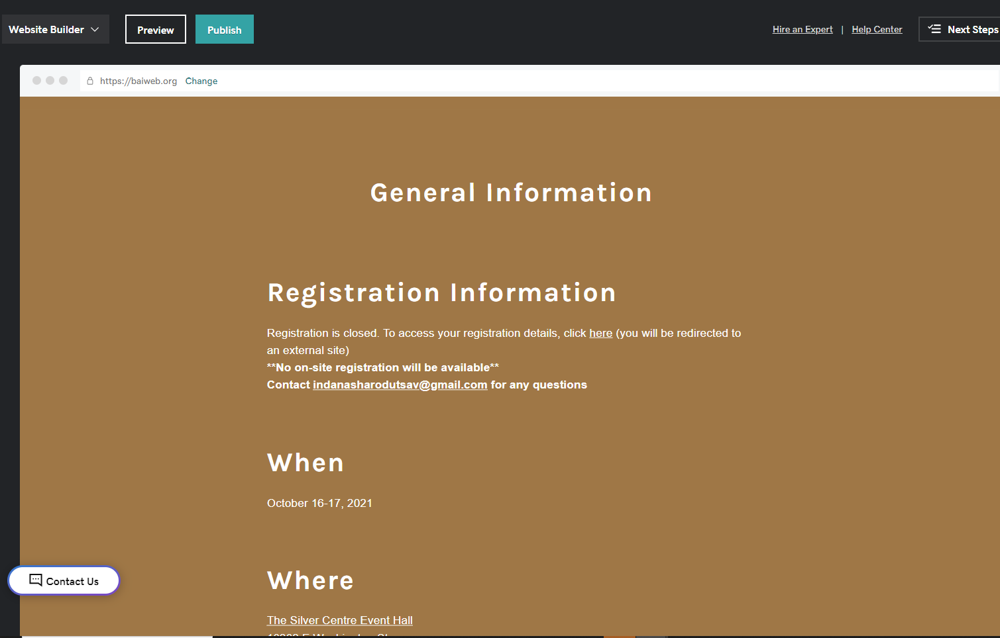 Website Builder
Preview
Publish
Hire an Expert | Help Center
Next Steps
https://baiweb.org Change
General Information
Registration Information
Registration is closed. To access your registration details, click here (you will be redirected to
an external site)
**No on-site registration will be available**
Contact indanasharodutsav@gmail.com for any questions
When
October 16-17, 2021
Where
Contact Us
The Silver Centre Event Hall